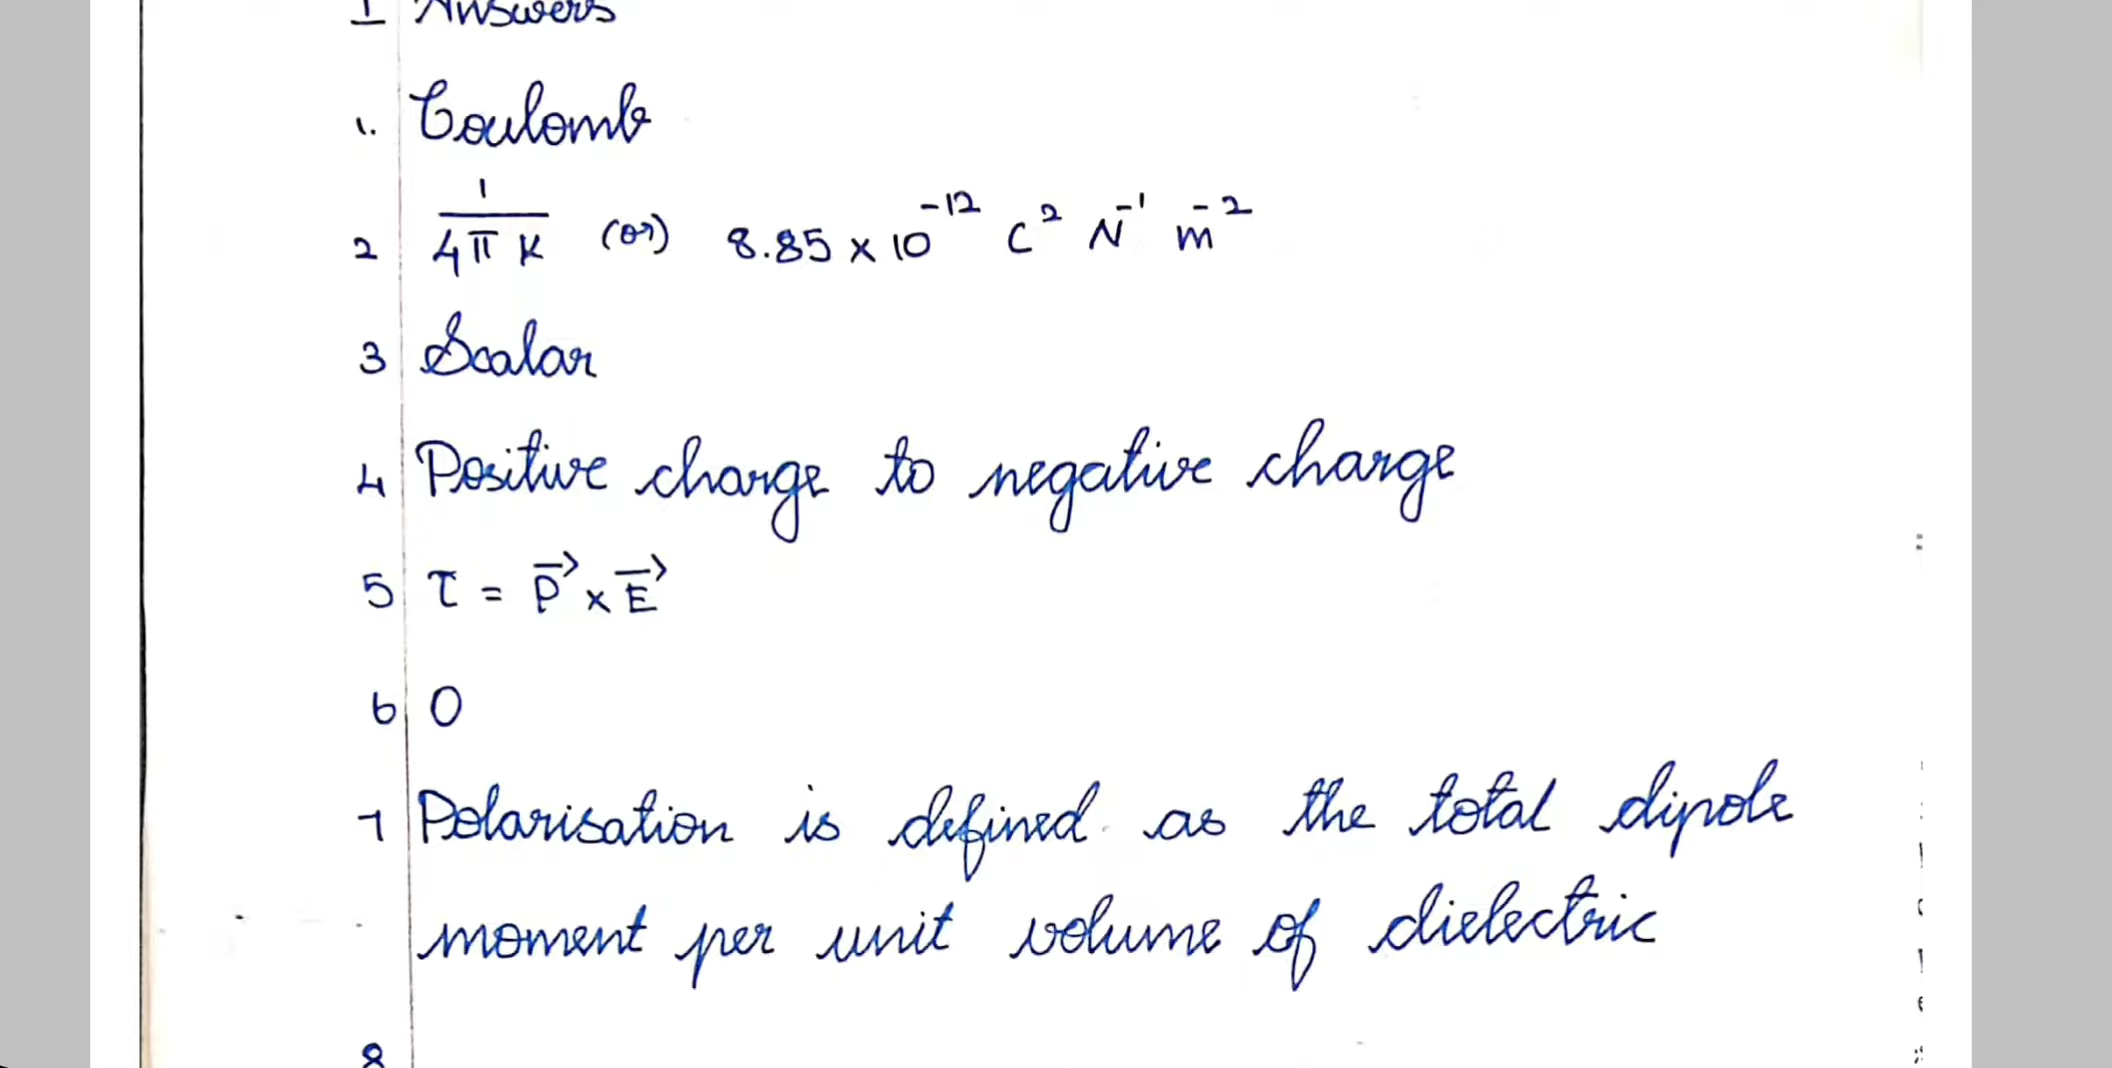 I Answers
1. Coulomb
2 1/4πK (or) 8.85 x 10^-12 C^2 N^-1 m^-2
3 Scalar
4 Positive charge to negative charge
5 τ = P⃗ x E⃗
6 0
7 Polarisation is defined as the total dipole
moment per unit volume of dielectric
8